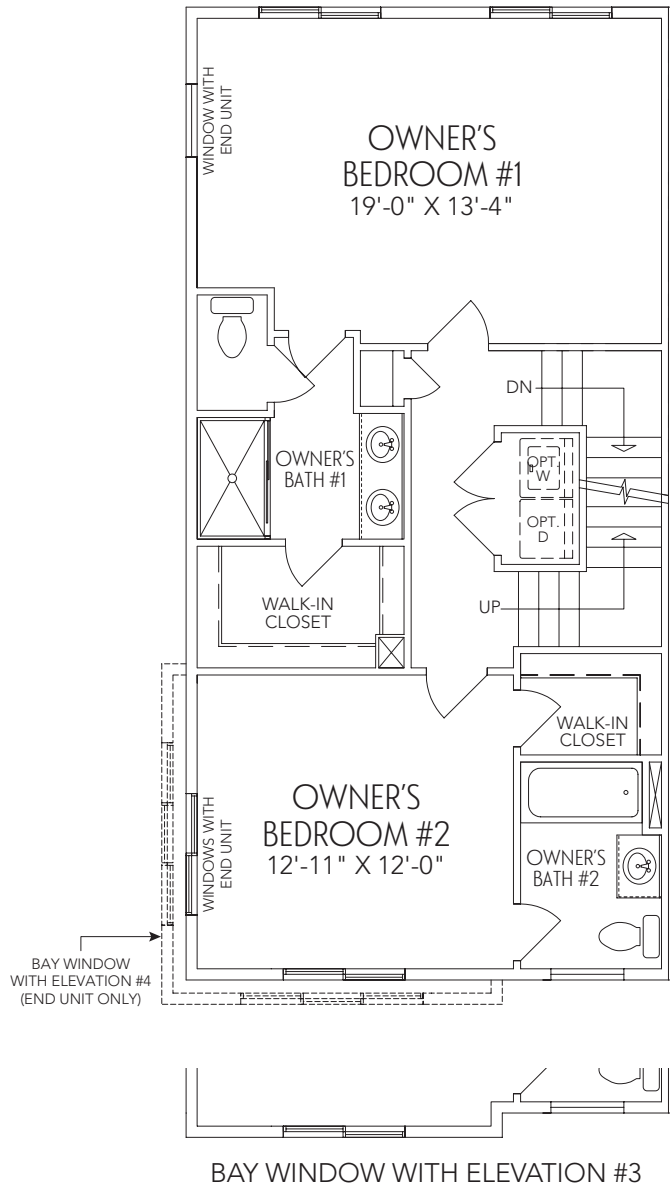 WINDOW WITH
END UNIT
OWNER'S
BEDROOM #1
19'-0" X 13'-4"
DN
OWNER'S
BATH #1
OPT.
W
OPT.
D
WALK-IN
CLOSET
UP
WALK-IN
CLOSET
WINDOWS WITH
END UNIT
OWNER'S
BEDROOM #2
12'-11" X 12'-0"
OWNER'S
BATH #2
BAY WINDOW
WITH ELEVATION #4
(END UNIT ONLY)
BAY WINDOW WITH ELEVATION #3